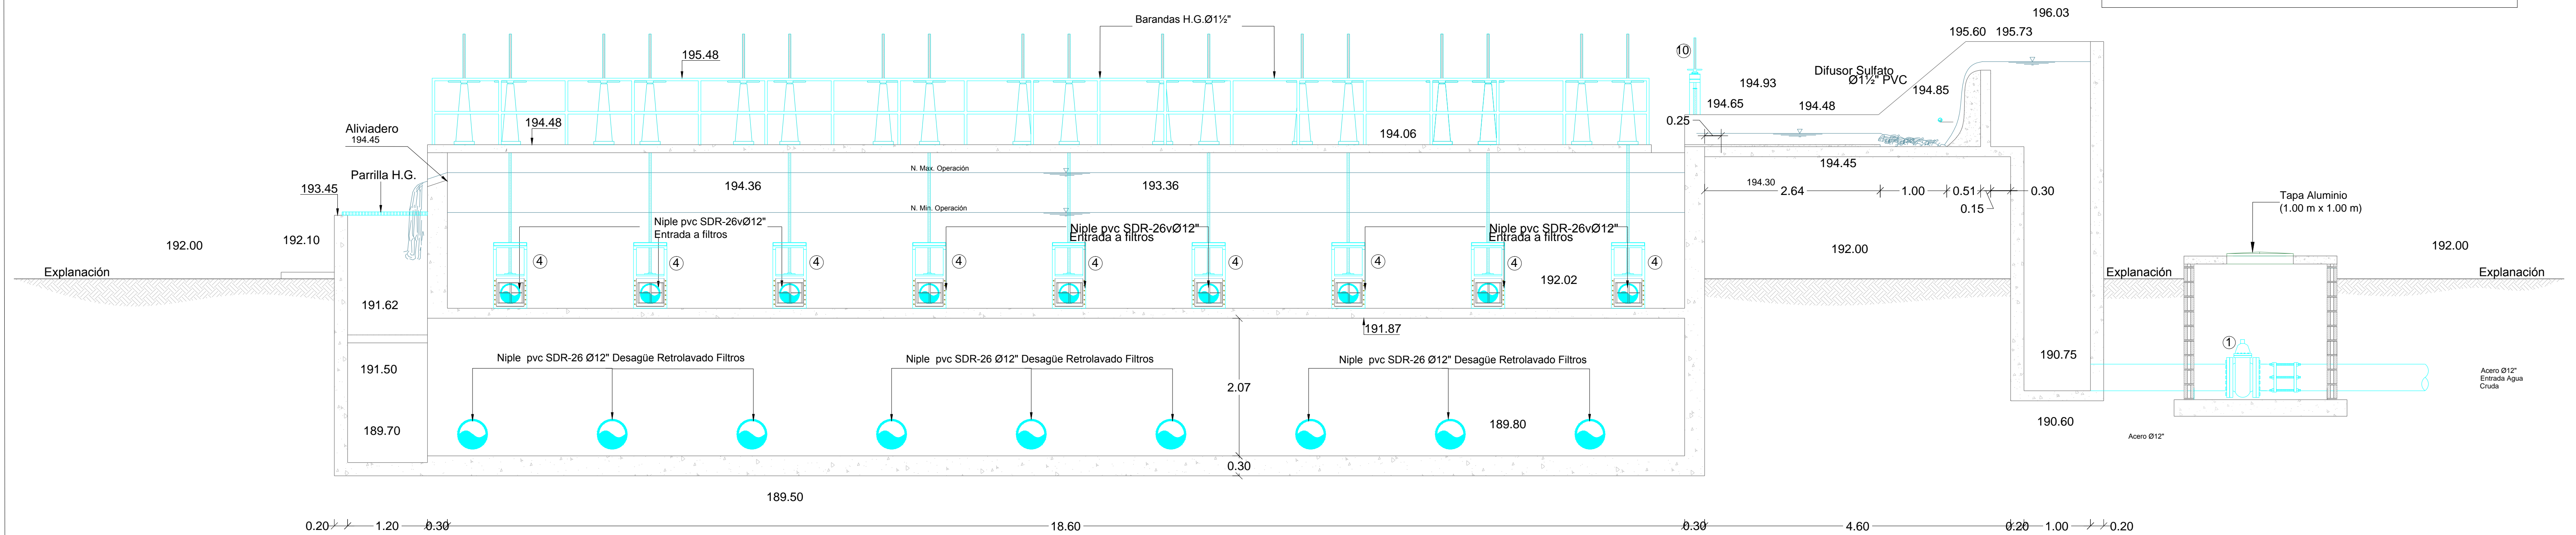 196.03
Barandas H.G.Ø1½"
195.60 195.73
195.48
10
Difusor Sulfato
Ø1½" PVC
194.93
194.85
194.65
194.48
0.25
194.48
194.06
Aliviadero
194.45
194.45
N. Max. Operación
Parrilla H.G.
193.45
194.36
193.36
194.30
2.64
1.00
0.51
0.30
0.15
Tapa Aluminio
(1.00 m x 1.00 m)
N. Min. Operación
Niple pvc SDR-26vØ12"
Entrada a filtros
Niple pvc SDR-26vØ12"
Entrada a filtros
Niple pvc SDR-26vØ12"
Entrada a filtros
192.00
192.10
192.00
192.00
4
4
4
4
4
4
4
4
4
Explanación
Explanación
Explanación
192.02
191.62
191.87
1
Niple pvc SDR-26 Ø12" Desagüe Retrolavado Filtros
Niple pvc SDR-26 Ø12" Desagüe Retrolavado Filtros
Niple pvc SDR-26 Ø12" Desagüe Retrolavado Filtros
190.75
191.50
Acero Ø12"
Entrada Agua
Cruda
2.07
189.70
189.80
190.60
Acero Ø12"
0.30
189.50
0.20
1.20
0.30
18.60
0.30
4.60
0.20
1.00
0.20